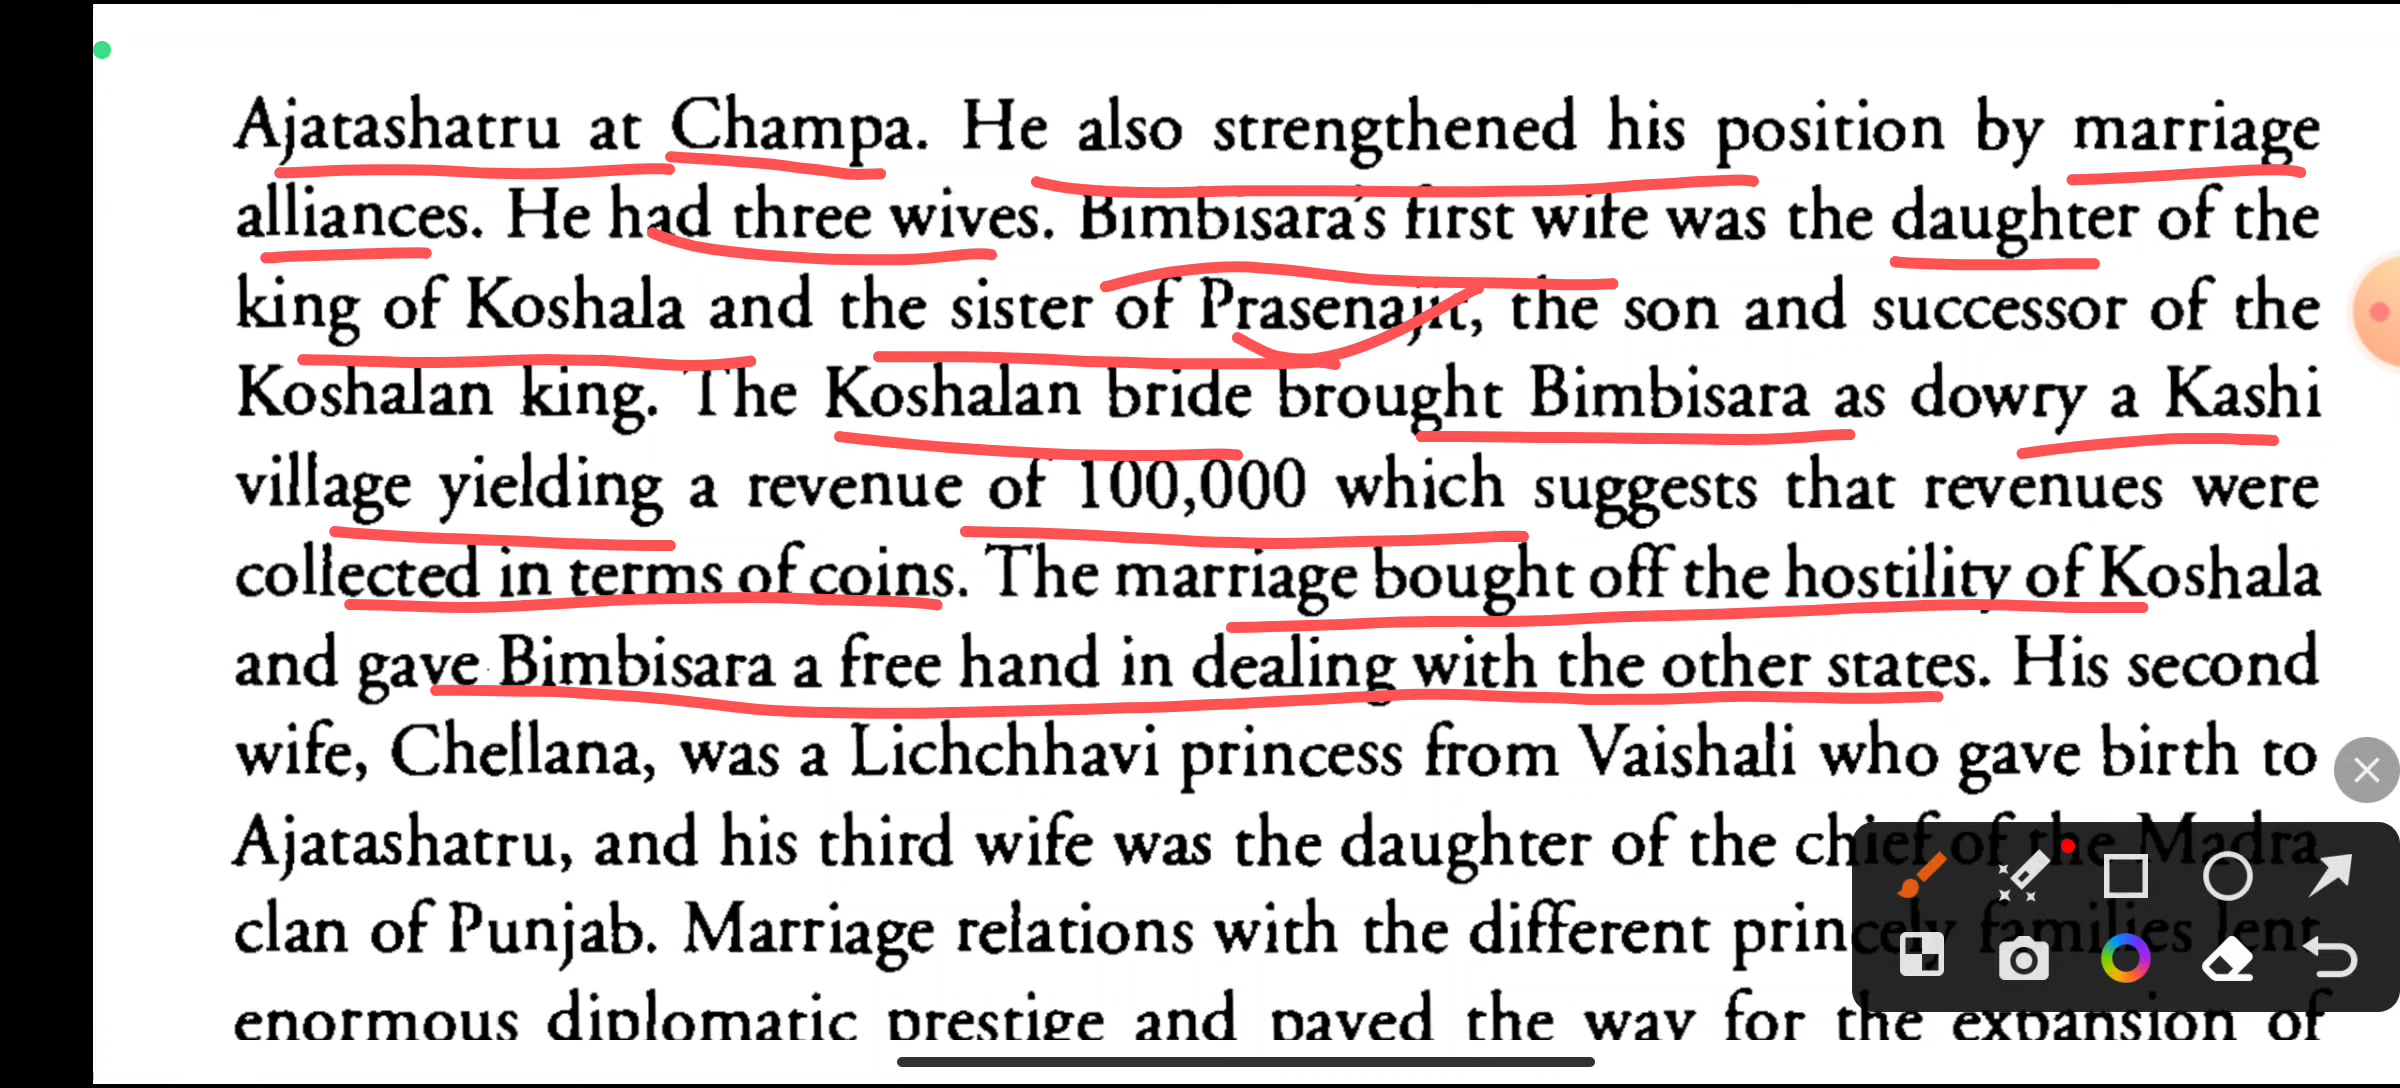 Ajatashatru at Champa. He also strengthened his position by marriage
alliances. He had three wives. Bimbisara's first wife was the daughter of the
king of Koshala and the sister of Prasenajit, the son and successor of the
Koshalan king. The Koshalan bride brought Bimbisara as dowry a Kashi
village yielding a revenue of 100,000 which suggests that revenues were
collected in terms of coins. The marriage bought off the hostility of Koshala
and gave Bimbisara a free hand in dealing with the other states. His second
wife, Chellana, was a Lichchhavi princess from Vaishali who gave birth to
Ajatashatru, and his third wife was the daughter of the chief of the Madra
clan of Punjab. Marriage relations with the different princely families lent
enormous diplomatic prestige and paved the way for the expansion of